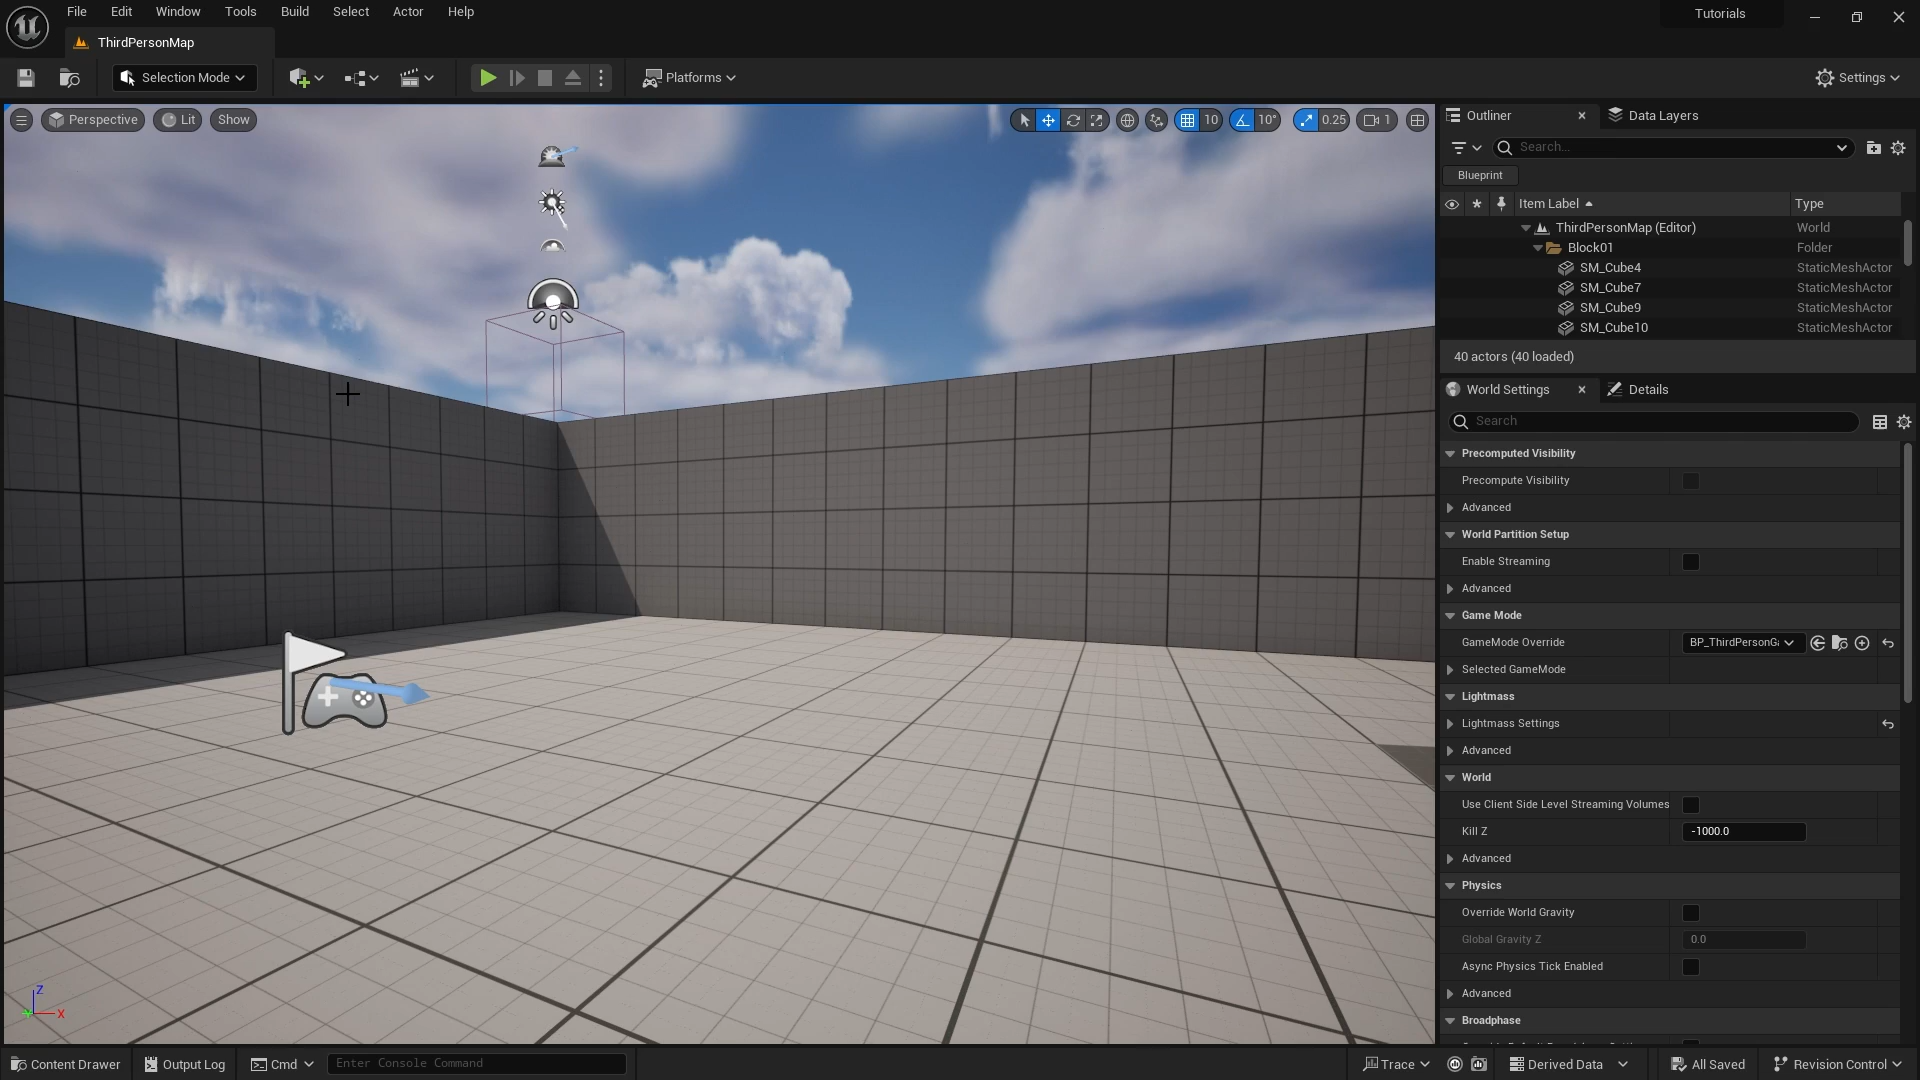 File Edit Window Tools Build Select Actor Help
Tutorials
ThirdPersonMap
Selection Mode
Platforms
Settings
Perspective Lit Show
10 10° 0.25 1
Outliner
Data Layers
Search...
Blueprint
Item Label Type
ThirdPersonMap (Editor) World
Block01 Folder
SM_Cube4 StaticMeshActor
SM_Cube7 StaticMeshActor
SM_Cube9 StaticMeshActor
SM_Cube10 StaticMeshActor
40 actors (40 loaded)
World Settings
Details
Search
Precomputed Visibility
Precompute Visibility
Advanced
World Partition Setup
Enable Streaming
Advanced
Game Mode
GameMode Override BP_ThirdPersonGa
Selected GameMode
Lightmass
Lightmass Settings
Advanced
World
Use Client Side Level Streaming Volumes
Kill Z -1000.0
Advanced
Physics
Override World Gravity
Global Gravity Z 0.0
Async Physics Tick Enabled
Advanced
Broadphase
Z
X
Content Drawer Output Log Cmd Enter Console Command
Trace Derived Data All Saved Revision Control